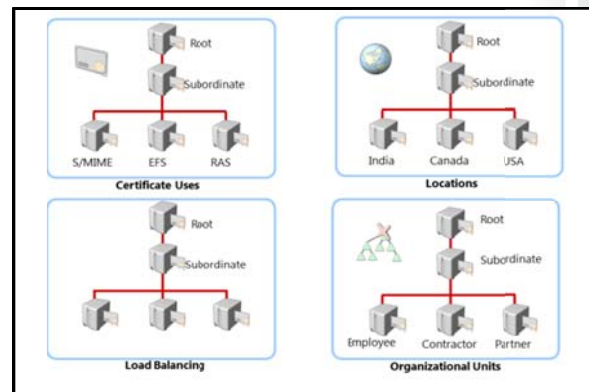 Root
Subordinate
S/MIME EFS RAS
Certificate Uses
Root
Subordinate
India Canada USA
Locations
Root
Subordinate
Load Balancing
Root
Subordinate
Employee Contractor Partner
Organizational Units